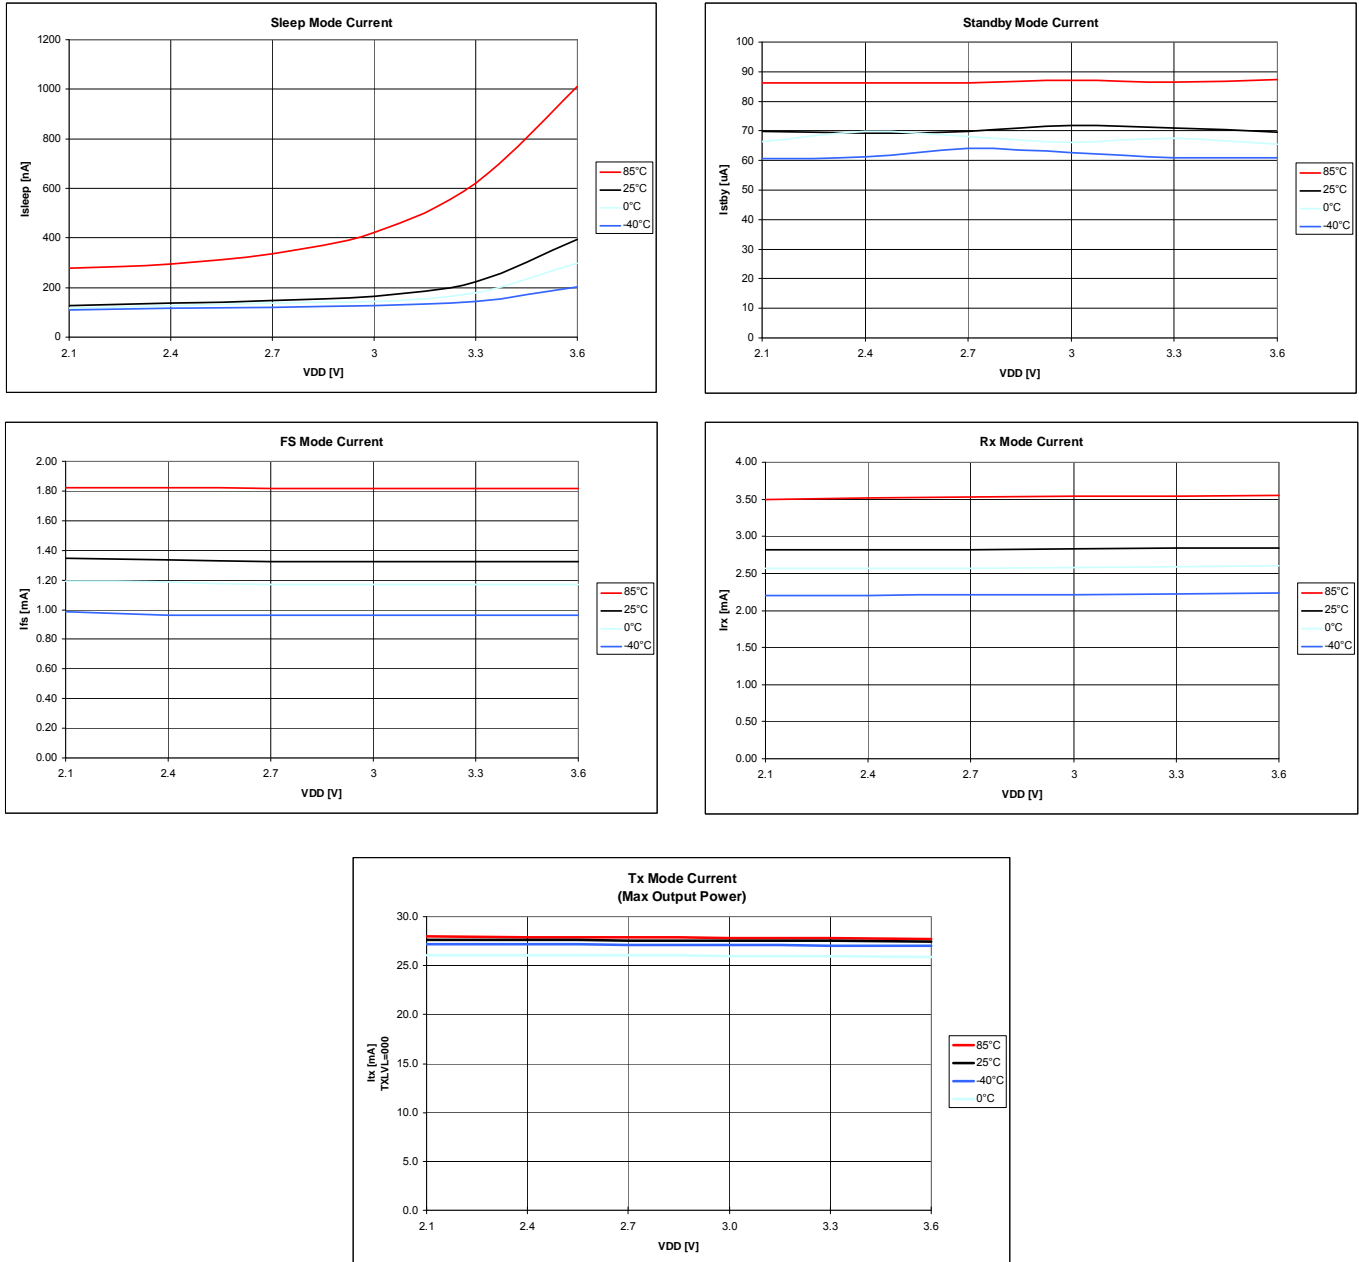 Sleep Mode Current
1200
1000
800
600
400
200
0
Isleep [nA]
2.1 2.4 2.7 3 3.3 3.6
VDD [V]
85°C
25°C
0°C
-40°C
Standby Mode Current
100
90
80
70
60
50
40
30
20
10
0
Istby [uA]
2.1 2.4 2.7 3 3.3 3.6
VDD [V]
85°C
25°C
0°C
-40°C
FS Mode Current
2.00
1.80
1.60
1.40
1.20
1.00
0.80
0.60
0.40
0.20
0.00
Ifs [mA]
2.1 2.4 2.7 3 3.3 3.6
VDD [V]
85°C
25°C
0°C
-40°C
Rx Mode Current
4.00
3.50
3.00
2.50
2.00
1.50
1.00
0.50
0.00
Irx [mA]
2.1 2.4 2.7 3 3.3 3.6
VDD [V]
85°C
25°C
0°C
-40°C
Tx Mode Current
(Max Output Power)
30.0
25.0
20.0
15.0
10.0
5.0
0.0
Itx [mA]
TXLVL=000
2.1 2.4 2.7 3.0 3.3 3.6
VDD [V]
85°C
25°C
-40°C
0°C